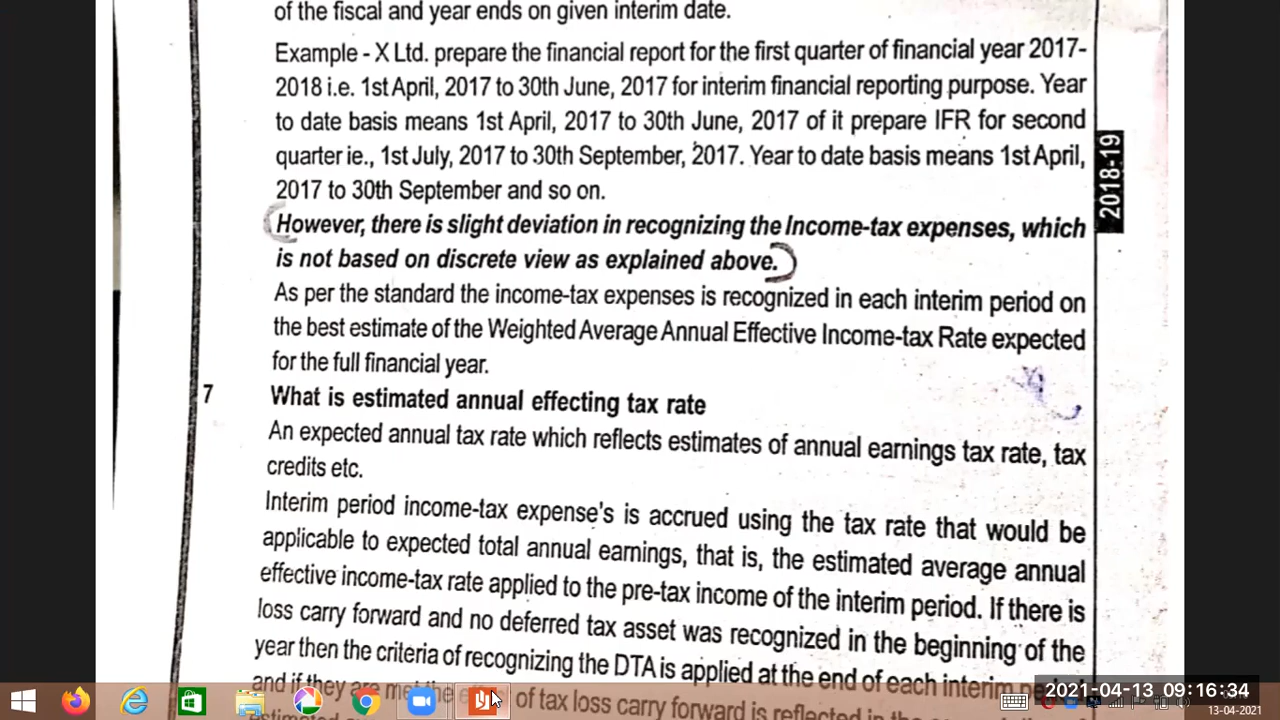 of the fiscal and year ends on given interim date.
Example - X Ltd. prepare the financial report for the first quarter of financial year 2017-
2018 i.e. 1st April, 2017 to 30th June, 2017 for interim financial reporting purpose. Year
to date basis means 1st April, 2017 to 30th June, 2017 of it prepare IFR for second
quarter ie., 1st July, 2017 to 30th September, 2017. Year to date basis means 1st April,
2017 to 30th September and so on.
However, there is slight deviation in recognizing the Income-tax expenses, which
is not based on discrete view as explained above.
As per the standard the income-tax expenses is recognized in each interim period on
the best estimate of the Weighted Average Annual Effective Income-tax Rate expected
for the full financial year.
7 What is estimated annual effecting tax rate
An expected annual tax rate which reflects estimates of annual earnings tax rate, tax
credits etc.
Interim period income-tax expense's is accrued using the tax rate that would be
applicable to expected total annual earnings, that is, the estimated average annual
effective income-tax rate applied to the pre-tax income of the interim period. If there is
loss carry forward and no deferred tax asset was recognized in the beginning of the
year then the criteria of recognizing the DTA is applied at the end of each interim period
and if they are met the of tax loss carry forward is reflected in the
2018-19
2021-04-13 09:16:34
13-04-2021